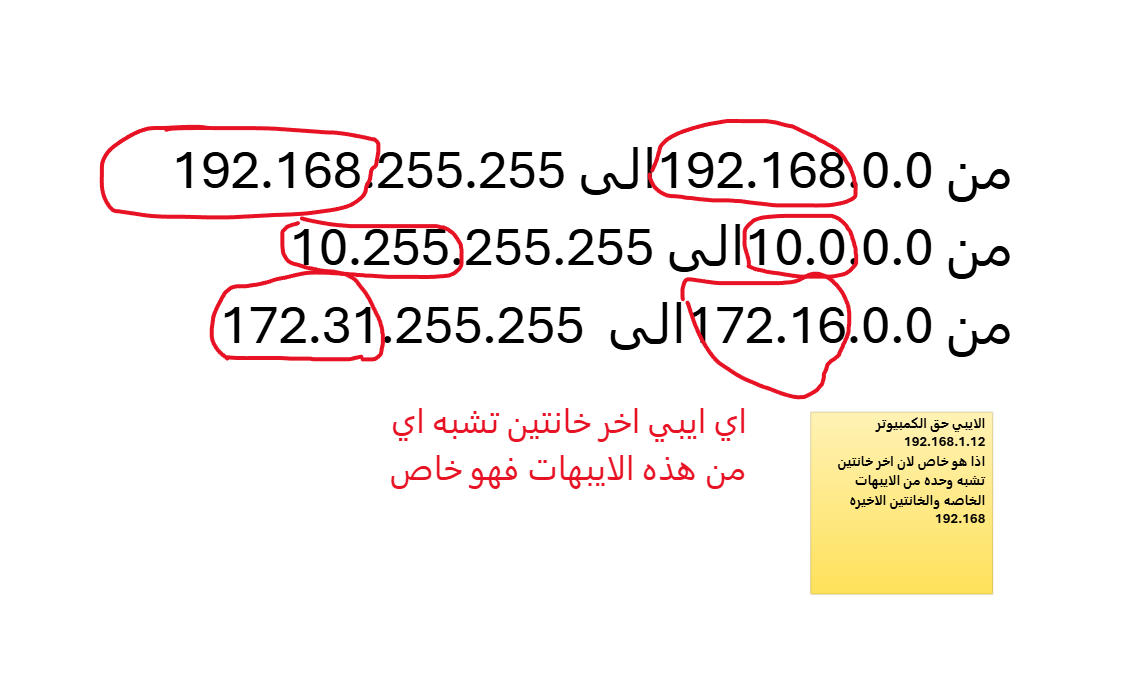 من 192.168.0.0 الى 192.168.255.255
من 10.0.0.0 الى 10.255.255.255
من 172.16.0.0 الى 172.31.255.255
اي ايبي اخر خانتين تشبه اي
من هذه الايبهات فهو خاص
الايبي حق الكمبيوتر
192.168.1.12
اذا هو خاص لان اخر خانتين
تشبه وحده من الايبهات
الخاصه والخانتين الاخيره
192.168